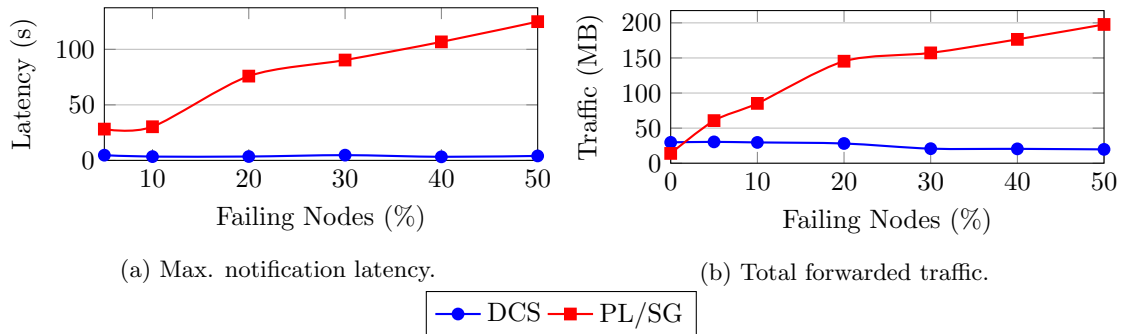 Latency (s)
100
50
0
10 20 30 40 50
Failing Nodes (%)
(a) Max. notification latency.
Traffic (MB)
200
150
100
50
0
0 10 20 30 40 50
Failing Nodes (%)
(b) Total forwarded traffic.
DCS PL/SG